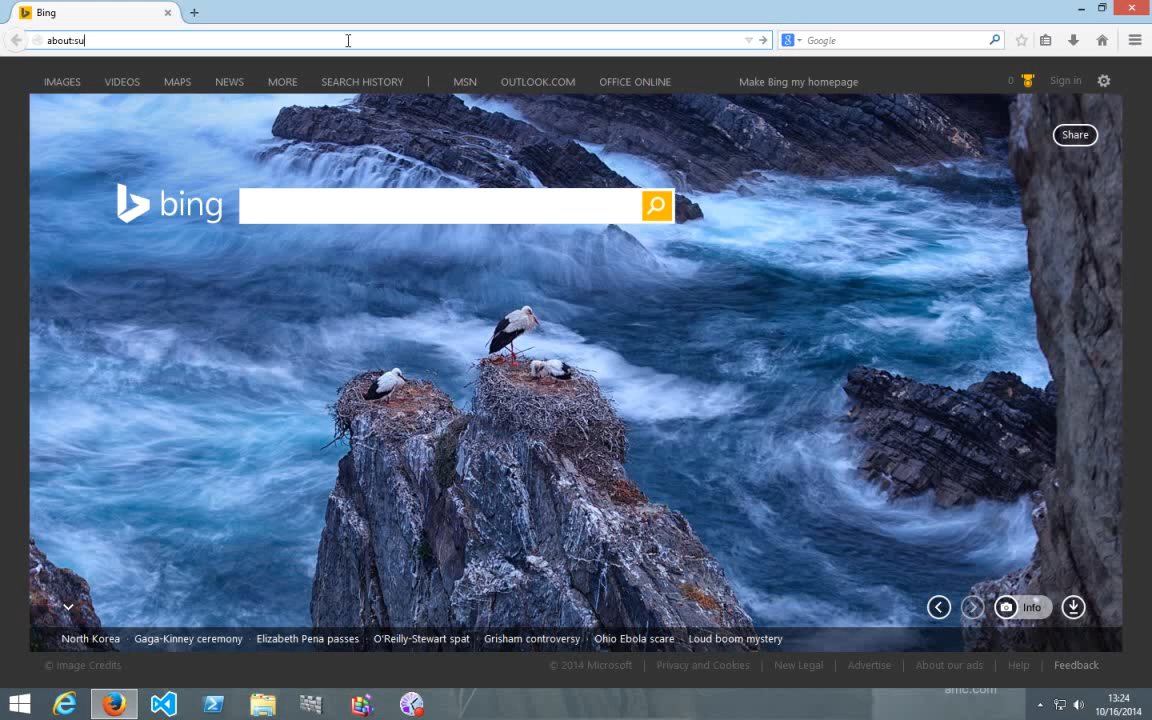 Bing
about:su
Google
IMAGES VIDEOS MAPS NEWS MORE SEARCH HISTORY | MSN OUTLOOK.COM OFFICE ONLINE Make Bing my homepage 0 Sign in
Share
bing
Info
North Korea · Gaga-Kinney ceremony · Elizabeth Pena passes · O'Reilly-Stewart spat · Grisham controversy · Ohio Ebola scare · Loud boom mystery
© Image Credits © 2014 Microsoft | Privacy and Cookies | New Legal | Advertise | About our ads | Help | Feedback
amc.com
13:24
10/16/2014